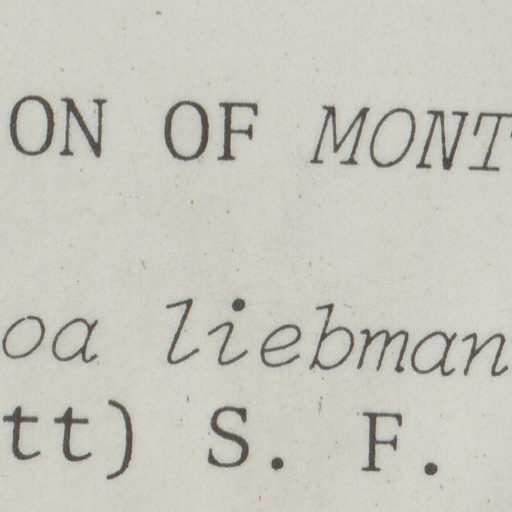 ON OF MONT
oa liebman
tt) S. F.